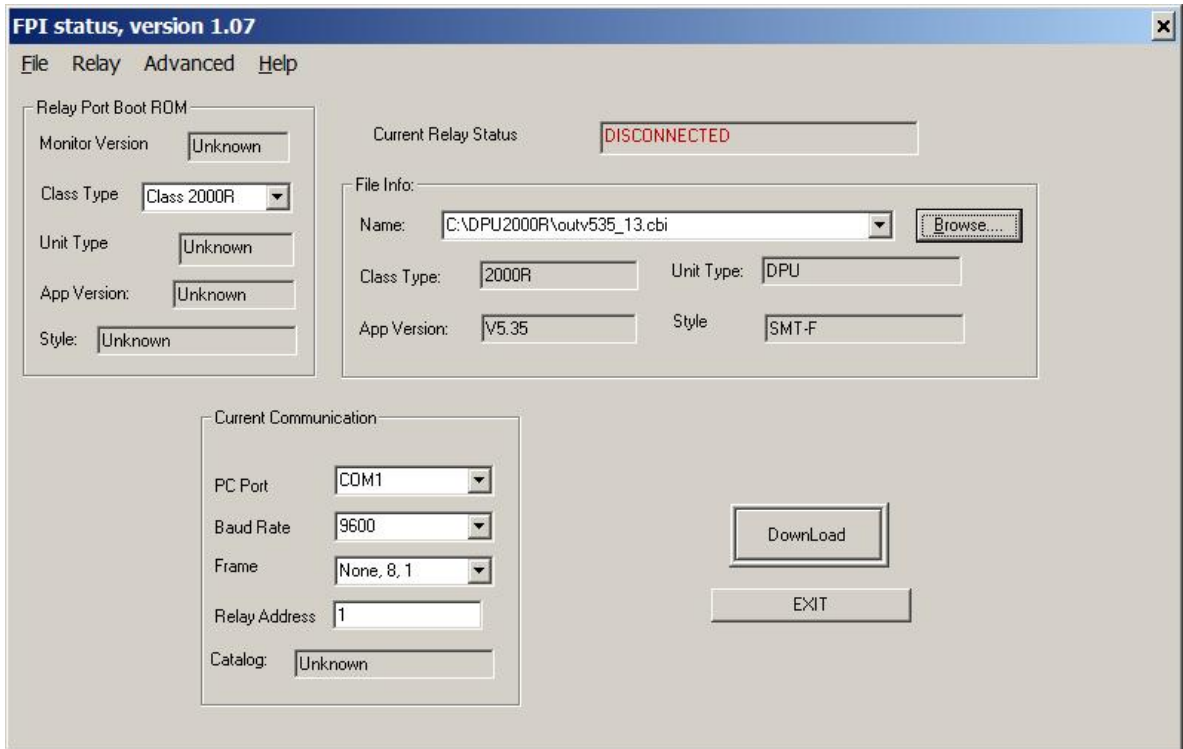 FPI status, version 1.07
File Relay Advanced Help
Relay Port Boot ROM
Monitor Version Unknown
Class Type Class 2000R
Unit Type Unknown
App Version: Unknown
Style: Unknown
Current Relay Status DISCONNECTED
File Info:
Name: C:\DPU2000R\outv535_13.cbi Browse....
Class Type: 2000R Unit Type: DPU
App Version: V5.35 Style SMT-F
Current Communication
PC Port COM1
Baud Rate 9600
Frame None, 8, 1
Relay Address 1
Catalog: Unknown
DownLoad
EXIT